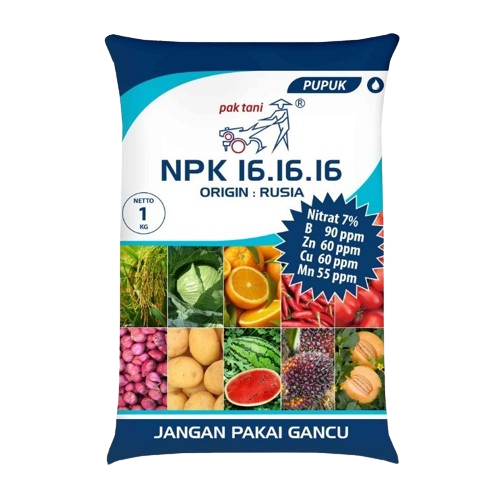 PUPUK
pak tani
®
NPK 16.16.16
ORIGIN : RUSIA
NETTO
1
KG
Nitrat 7%
B 90 ppm
Zn 60 ppm
Cu 60 ppm
Mn 55 ppm
JANGAN PAKAI GANCU